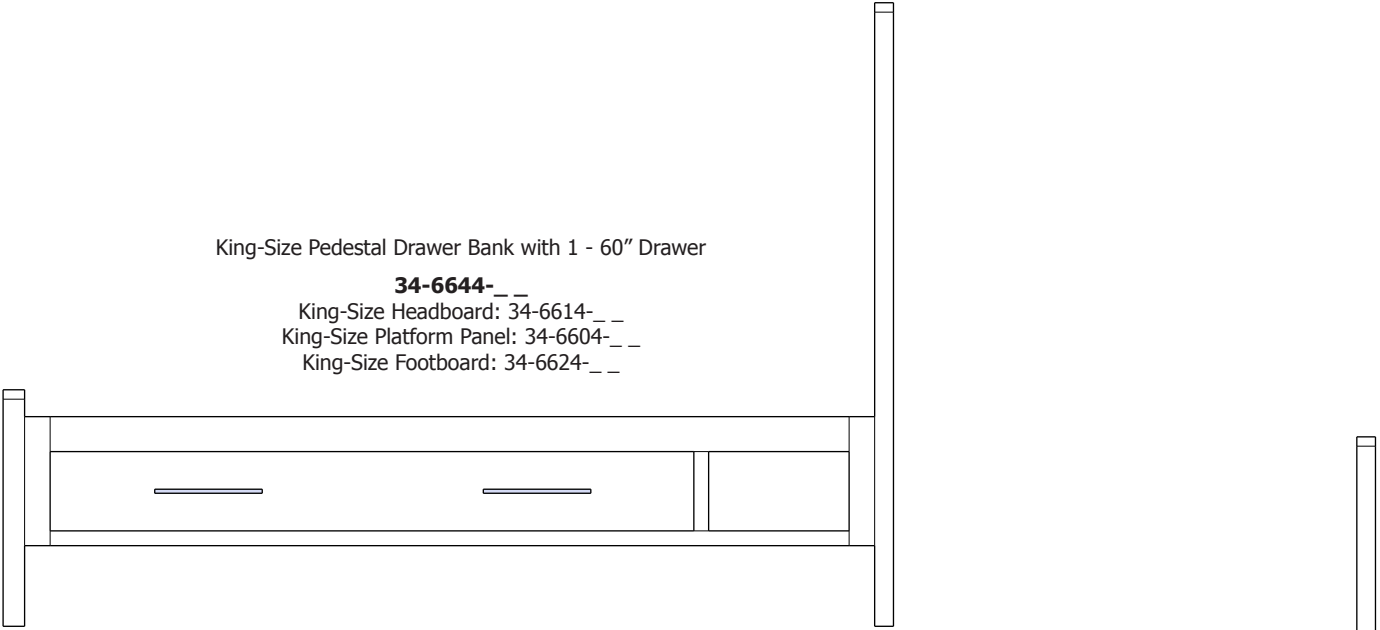 King-Size Pedestal Drawer Bank with 1 - 60” Drawer
34-6644-_ _
King-Size Headboard: 34-6614-_ _
King-Size Platform Panel: 34-6604-_ _
King-Size Footboard: 34-6624-_ _